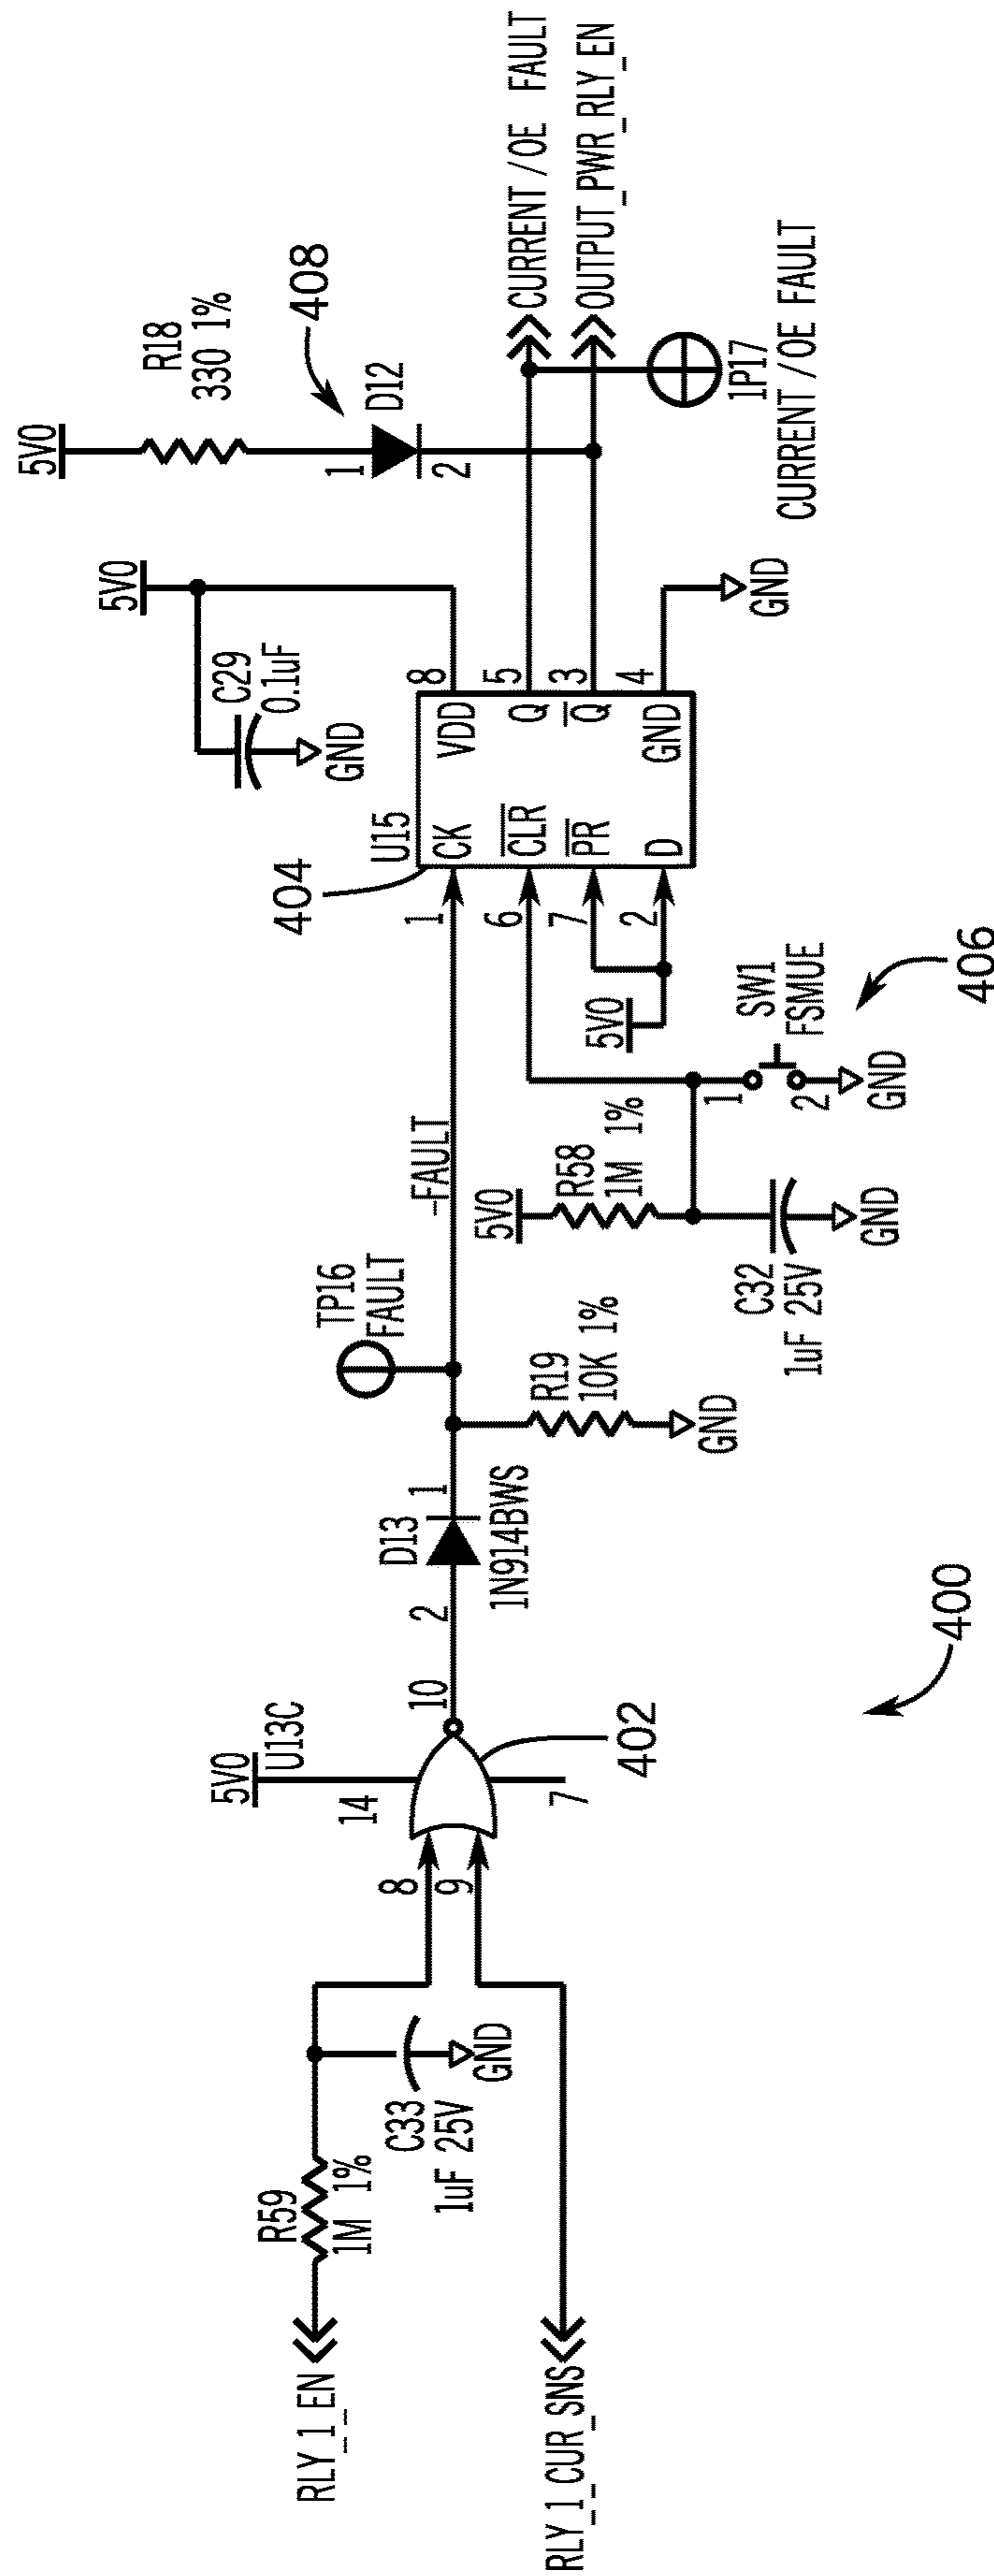 RLY_1_EN
R59
1M 1%
C33
1uF 25V
GND
RLY_1_CUR_SNS
8
9
5V0
U13C
14
10
7
402
400
2
D13
1
1N914BWS
TP16
FAULT
R19
10K 1%
GND
–FAULT
5V0
R58
1M 1%
C32
1uF 25V
GND
1
2
SW1
FSMUE
GND
406
5V0
404
U15
1
CK
6
CLR
7
PR
2
D
VDD
8
Q
5
Q
3
GND
4
GND
5V0
C29
0.1uF
GND
5V0
R18
330 1%
408
1
D12
2
CURRENT /OE FAULT
OUTPUT_PWR_RLY_EN
1P17
CURRENT /OE FAULT